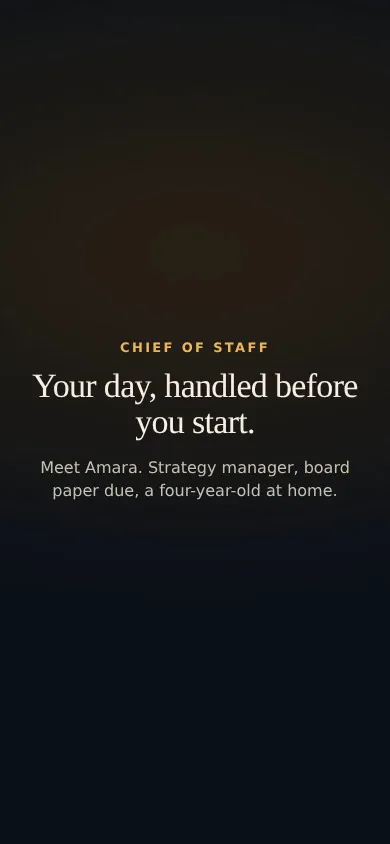 CHIEF OF STAFF
Your day, handled before
you start.
Meet Amara. Strategy manager, board
paper due, a four-year-old at home.